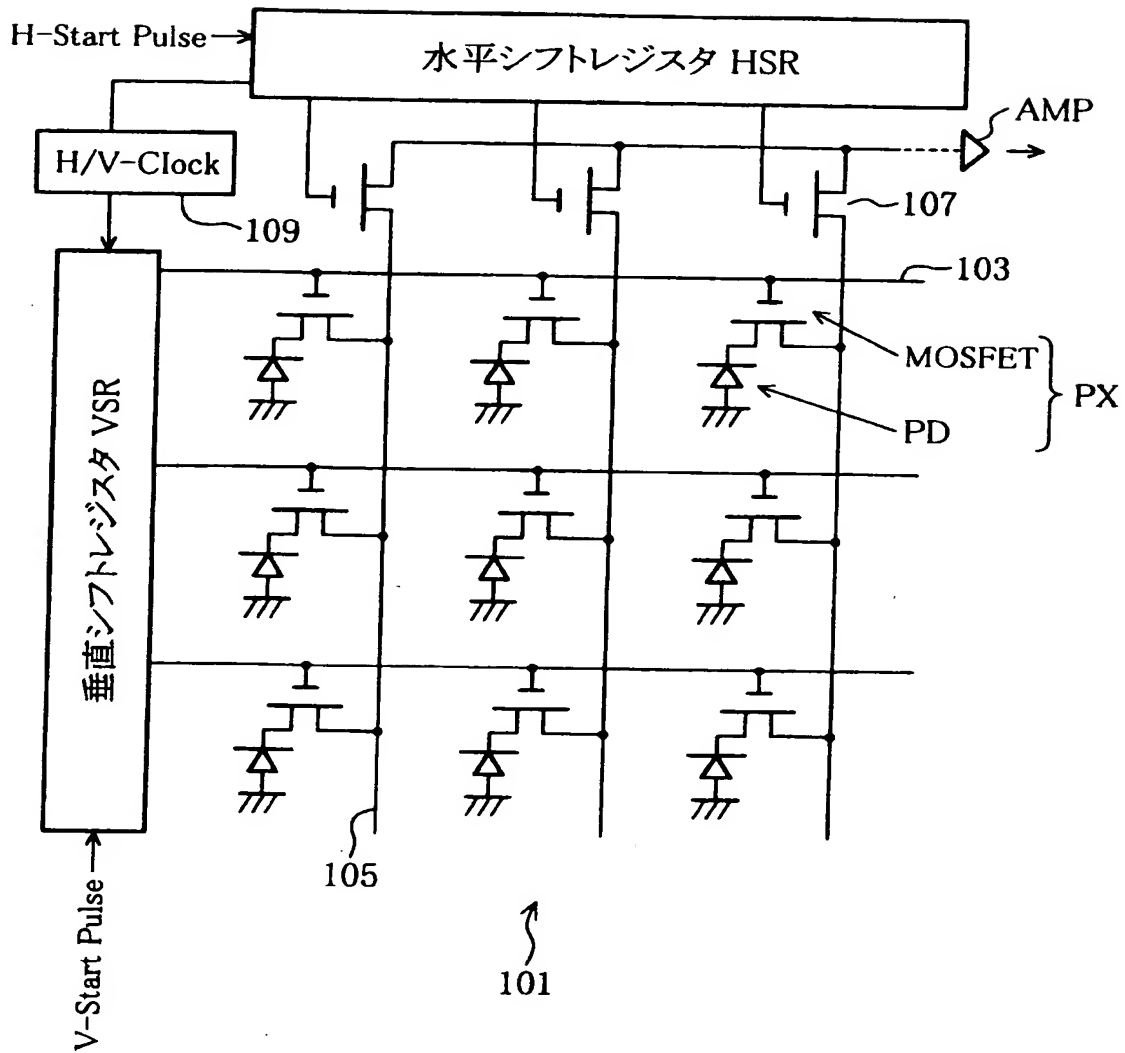 H-Start Pulse
水平シフトレジスタ HSR
AMP
H/V-Clock
109
107
103
垂直シフトレジスタ VSR
MOSFET
PX
PD
105
V-Start Pulse
101